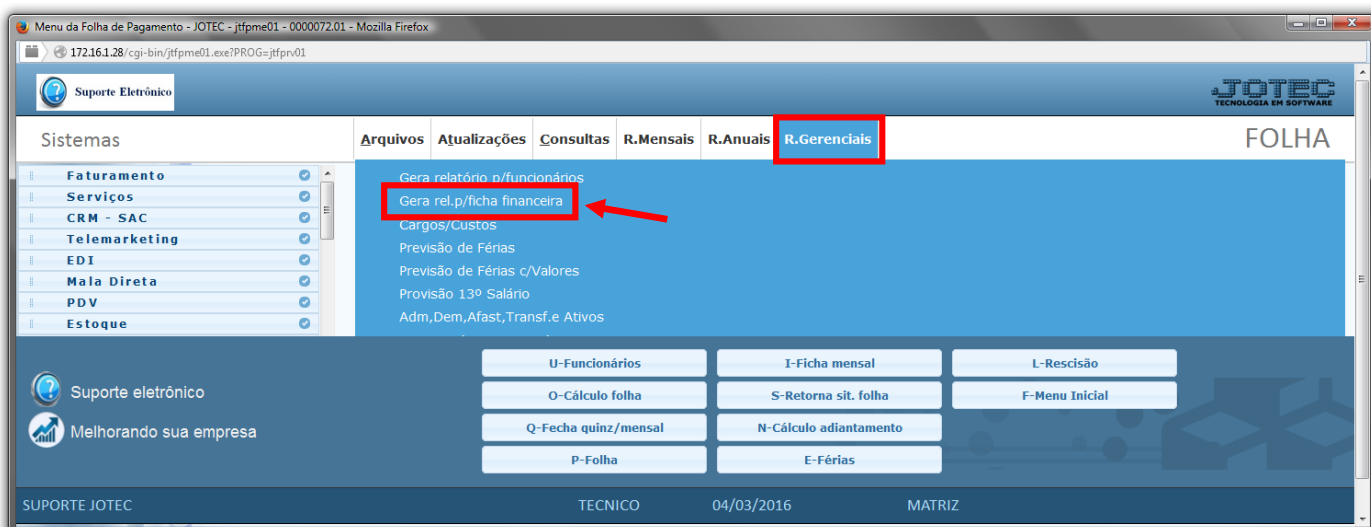 Menu da Folha de Pagamento - JOTEC - jtfpme01 - 0000072.01 - Mozilla Firefox
172.16.1.28/cgi-bin/jtfpme01.exe?PROG=jtfprv01
Suporte Eletrônico
JOTEC
TECNOLOGIA EM SOFTWARE
Sistemas
Arquivos Atualizações Consultas R.Mensais R.Anuais R.Gerenciais
FOLHA
Faturamento
Serviços
CRM - SAC
Telemarketing
EDI
Mala Direta
PDV
Estoque
Gera relatório p/funcionários
Gera rel.p/ficha financeira
Cargos/Custos
Previsão de Férias
Previsão de Férias c/Valores
Provisão 13º Salário
Adm,Dem,Afast,Transf.e Ativos
Suporte eletrônico
Melhorando sua empresa
U-Funcionários I-Ficha mensal L-Rescisão
O-Cálculo folha S-Retorna sit. folha F-Menu Inicial
Q-Fecha quinz/mensal N-Cálculo adiantamento
P-Folha E-Férias
SUPORTE JOTEC TECNICO 04/03/2016 MATRIZ